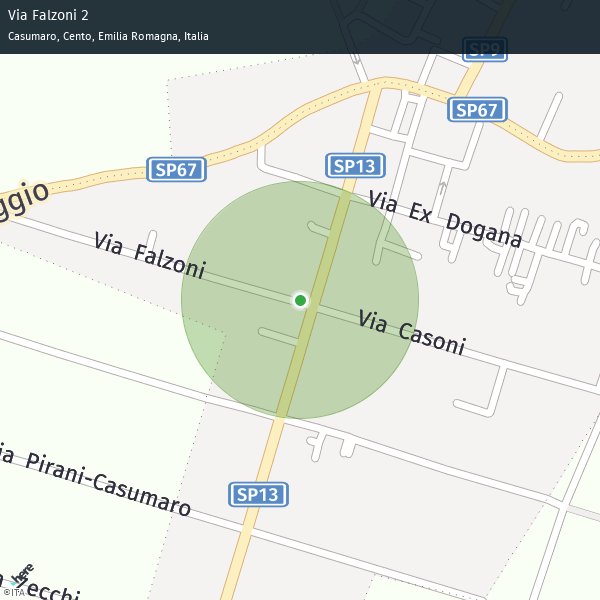 Via Falzoni 2
Casumaro, Cento, Emilia Romagna, Italia
SP9
SP67
SP13
SP67
ggio
Via Ex Dogana
Via Falzoni
Via Casoni
ia Pirani-Casumaro
SP13
a Zecchi
here
©ITA